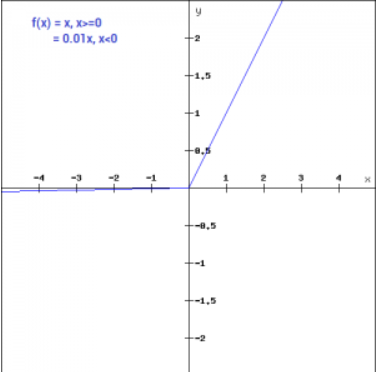 y
f(x) = x, x>=0
= 0.01x, x<0
2
1.5
1
0.5
-4 -3 -2 -1 1 2 3 4 x
-0.5
-1
-1.5
-2